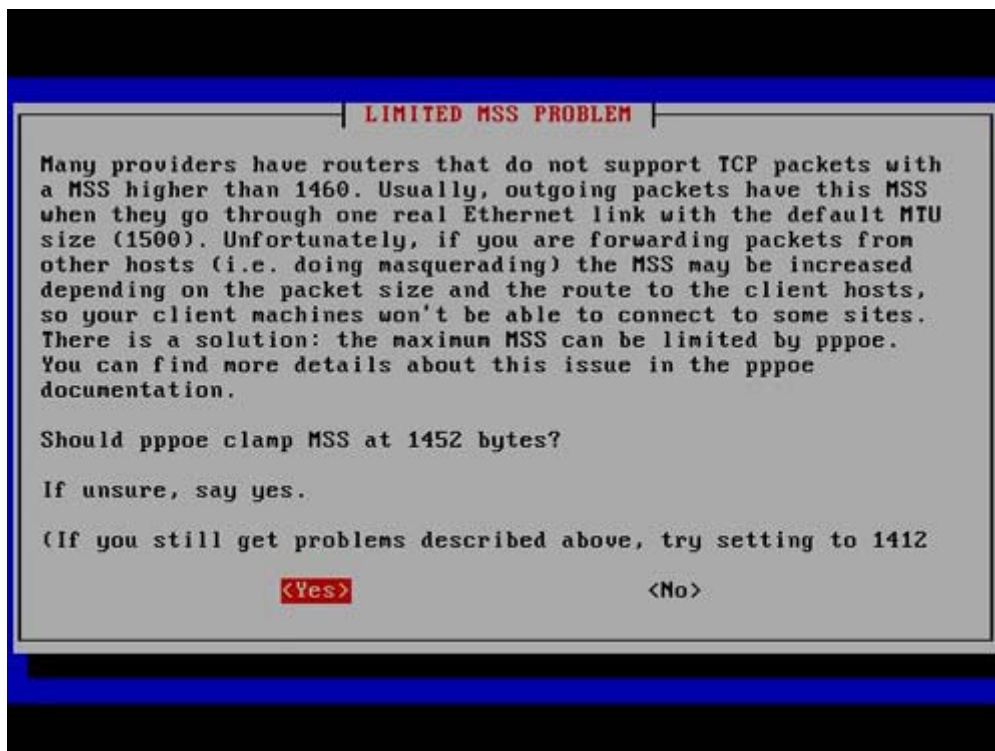 LIMITED MSS PROBLEM
Many providers have routers that do not support TCP packets with
a MSS higher than 1460. Usually, outgoing packets have this MSS
when they go through one real Ethernet link with the default MTU
size (1500). Unfortunately, if you are forwarding packets from
other hosts (i.e. doing masquerading) the MSS may be increased
depending on the packet size and the route to the client hosts,
so your client machines won't be able to connect to some sites.
There is a solution: the maximum MSS can be limited by pppoe.
You can find more details about this issue in the pppoe
documentation.
Should pppoe clamp MSS at 1452 bytes?
If unsure, say yes.
(If you still get problems described above, try setting to 1412
<Yes> <No>